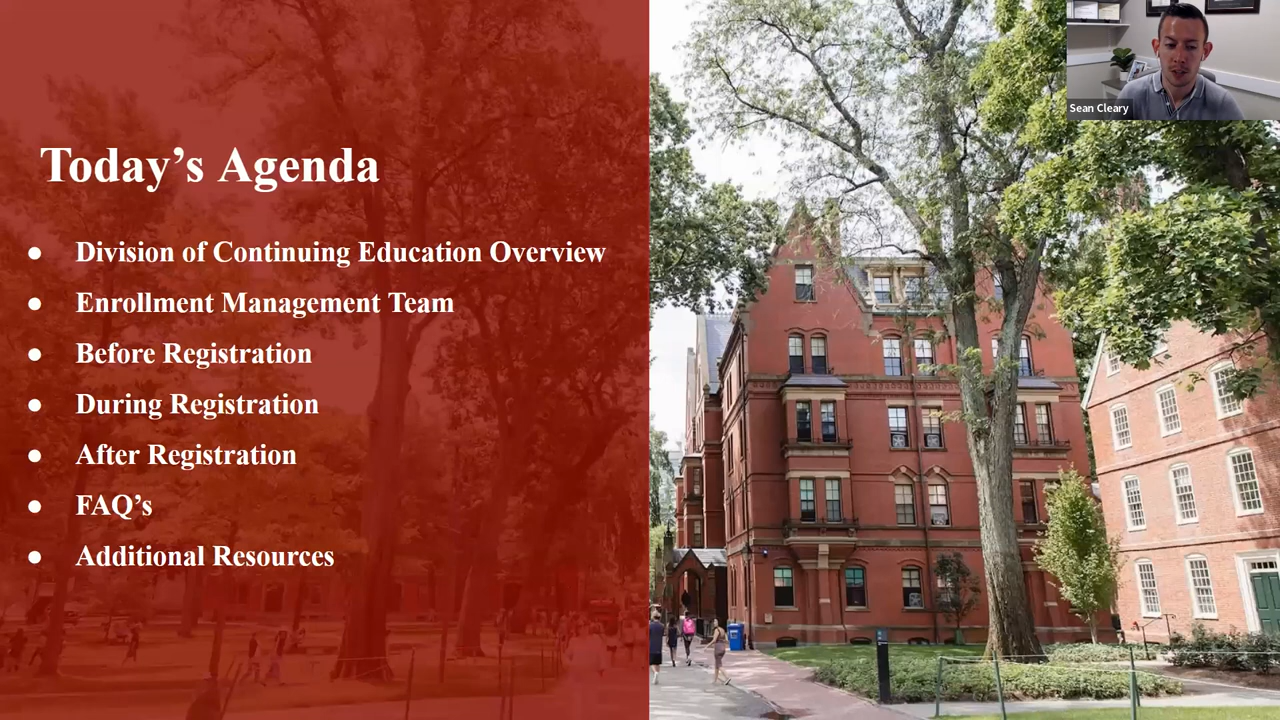 Today’s Agenda
● Division of Continuing Education Overview
● Enrollment Management Team
● Before Registration
● During Registration
● After Registration
● FAQ’s
● Additional Resources
Sean Cleary